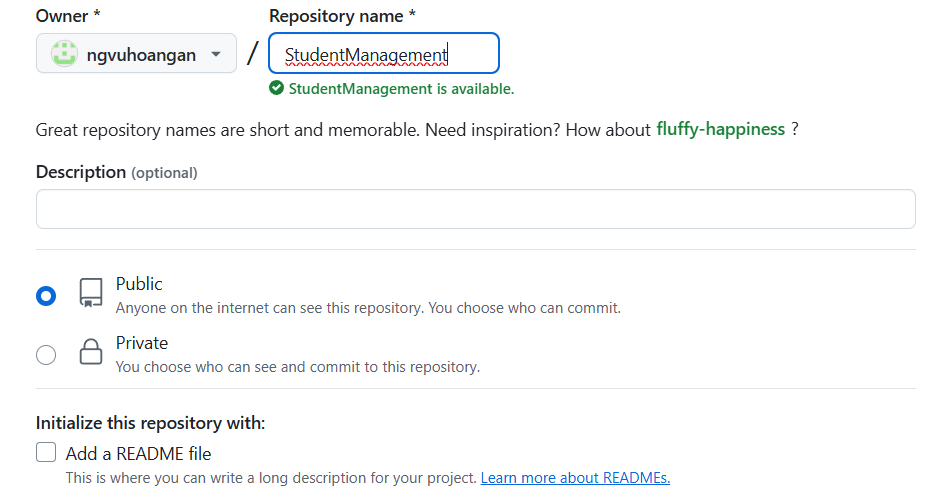 Owner * Repository name *
ngvuhoangan / StudentManagement
StudentManagement is available.
Great repository names are short and memorable. Need inspiration? How about fluffy-happiness ?
Description (optional)
Public
Anyone on the internet can see this repository. You choose who can commit.
Private
You choose who can see and commit to this repository.
Initialize this repository with:
Add a README file
This is where you can write a long description for your project. Learn more about READMEs.